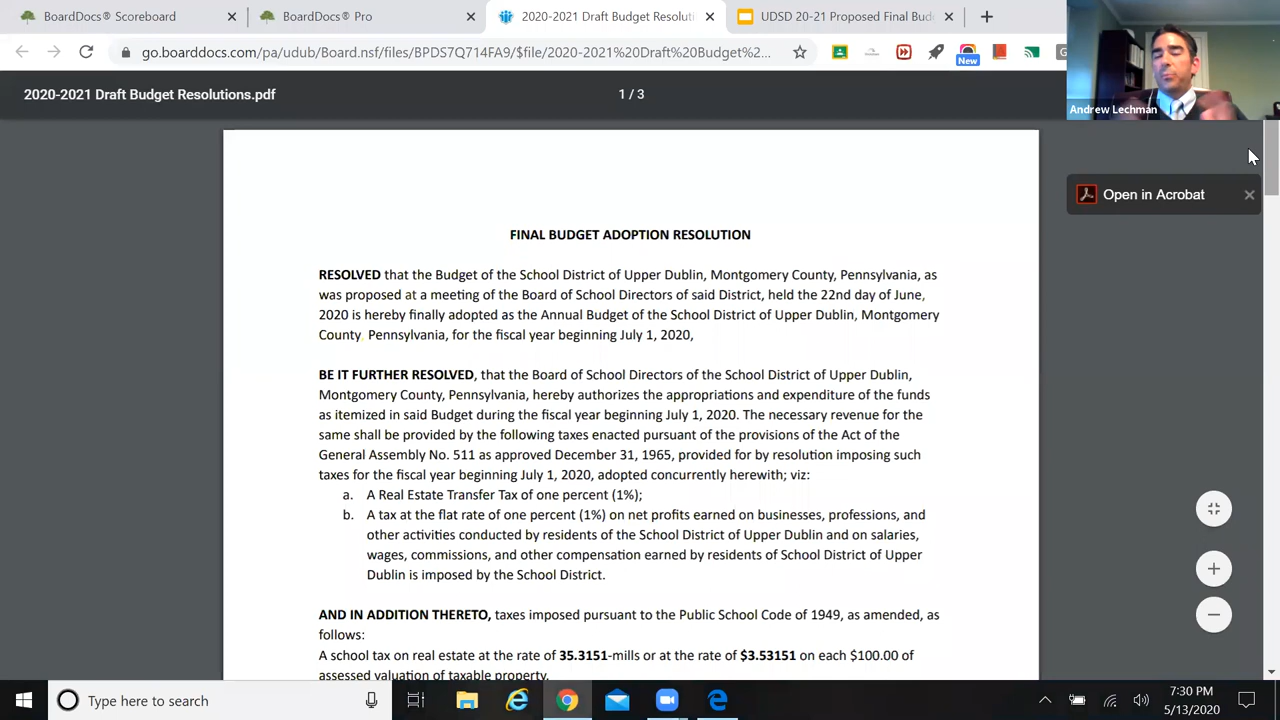 BoardDocs® Scoreboard
BoardDocs® Pro
2020-2021 Draft Budget Resoluti
UDSD 20-21 Proposed Final Bud
go.boarddocs.com/pa/udub/Board.nsf/files/BPDS7Q714FA9/$file/2020-2021%20Draft%20Budget%2...
New
G
Andrew Lechman
2020-2021 Draft Budget Resolutions.pdf
1 / 3
Open in Acrobat
FINAL BUDGET ADOPTION RESOLUTION
RESOLVED that the Budget of the School District of Upper Dublin, Montgomery County, Pennsylvania, as
was proposed at a meeting of the Board of School Directors of said District, held the 22nd day of June,
2020 is hereby finally adopted as the Annual Budget of the School District of Upper Dublin, Montgomery
County Pennsylvania, for the fiscal year beginning July 1, 2020,
BE IT FURTHER RESOLVED, that the Board of School Directors of the School District of Upper Dublin,
Montgomery County, Pennsylvania, hereby authorizes the appropriations and expenditure of the funds
as itemized in said Budget during the fiscal year beginning July 1, 2020. The necessary revenue for the
same shall be provided by the following taxes enacted pursuant of the provisions of the Act of the
General Assembly No. 511 as approved December 31, 1965, provided for by resolution imposing such
taxes for the fiscal year beginning July 1, 2020, adopted concurrently herewith; viz:
a. A Real Estate Transfer Tax of one percent (1%);
b. A tax at the flat rate of one percent (1%) on net profits earned on businesses, professions, and
other activities conducted by residents of the School District of Upper Dublin and on salaries,
wages, commissions, and other compensation earned by residents of School District of Upper
Dublin is imposed by the School District.
AND IN ADDITION THERETO, taxes imposed pursuant to the Public School Code of 1949, as amended, as
follows:
A school tax on real estate at the rate of 35.3151-mills or at the rate of $3.53151 on each $100.00 of
assessed valuation of taxable property.
Type here to search
7:30 PM
5/13/2020